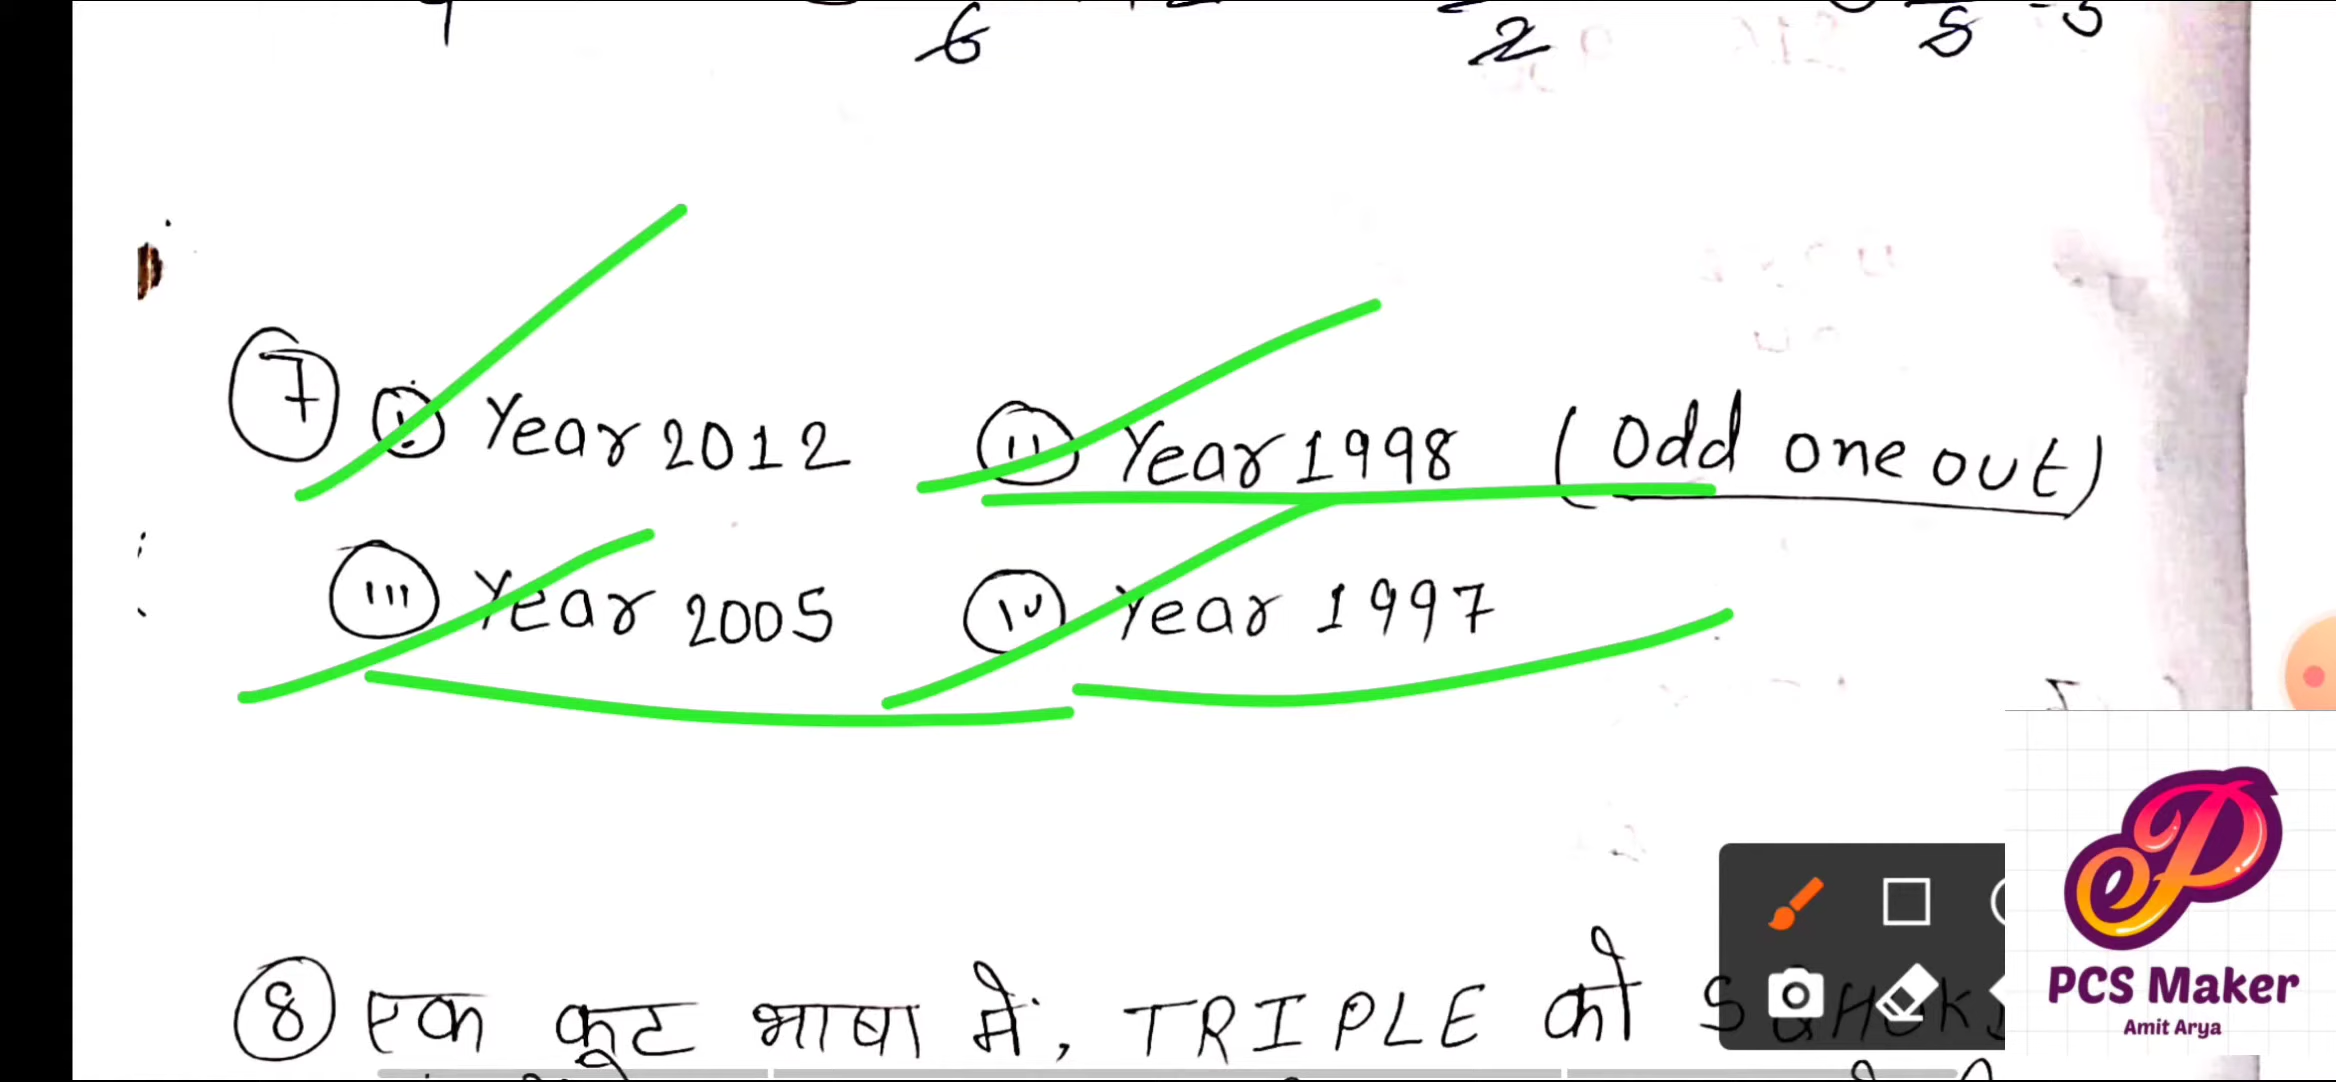 6 2 8
7 i Year 2012 ii Year 1998 (Odd one out)
iii Year 2005 iv Year 1997
8 एक कूट भाषा में, TRIPLE को
PCS Maker
Amit Arya